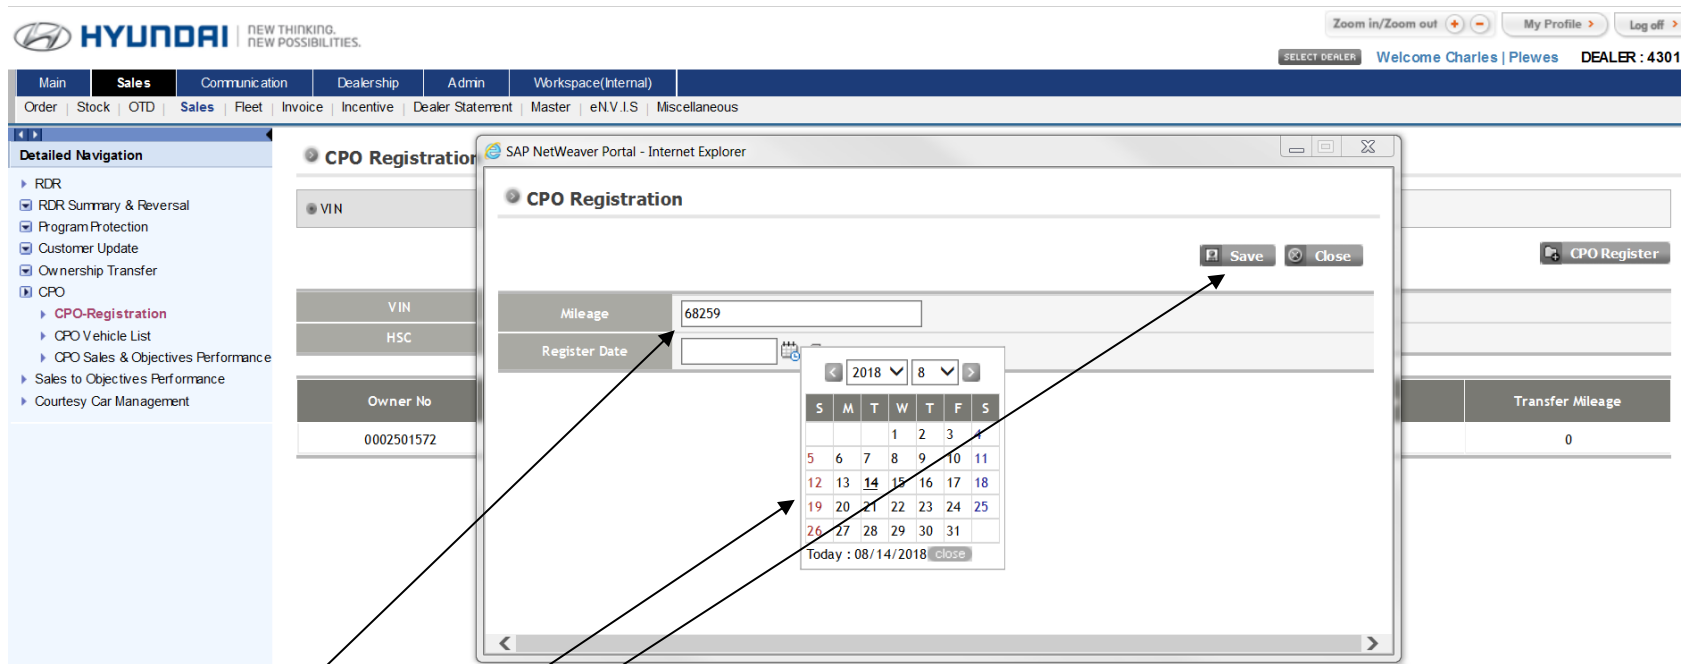 Zoom in/Zoom out
My Profile >
Log off >
HYUNDAI
NEW THINKING.
NEW POSSIBILITIES.
SELECT DEALER
Welcome Charles | Plewes
DEALER : 4301
Main Sales Communication Dealership Admin Workspace(Internal)
Order | Stock | OTD | Sales | Fleet | Invoice | Incentive | Dealer Statement | Master | eN.V.I.S | Miscellaneous
Detailed Navigation
RDR
RDR Summary & Reversal
Program Protection
Customer Update
Ownership Transfer
CPO
CPO-Registration
CPO Vehicle List
CPO Sales & Objectives Performance
Sales to Objectives Performance
Courtesy Car Management
CPO Registration
VIN
CPO Register
VIN
HSC
Owner No
Transfer Mileage
0002501572
0
SAP NetWeaver Portal - Internet Explorer
CPO Registration
Save
Close
Mileage
68259
Register Date
2018 8
S M T W T F S
1 2 3 4
5 6 7 8 9 10 11
12 13 14 15 16 17 18
19 20 21 22 23 24 25
26 27 28 29 30 31
Today : 08/14/2018 close